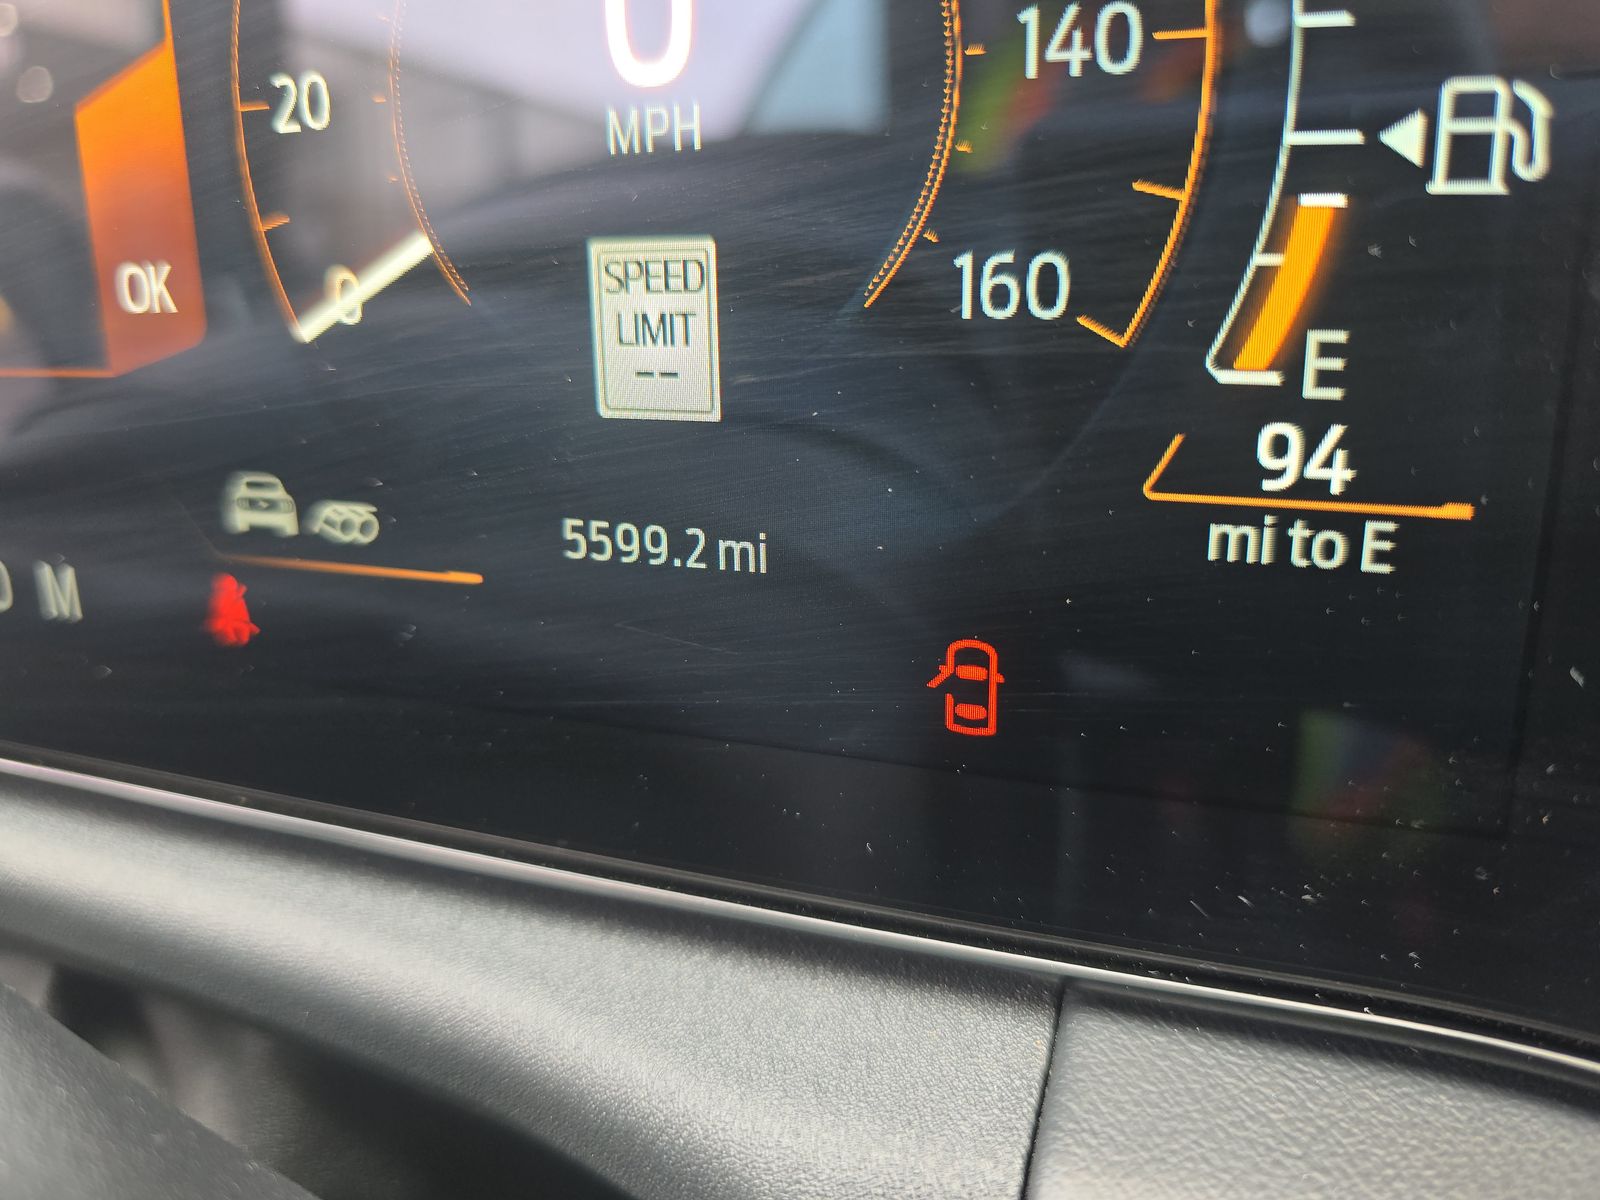 0
140
20
MPH
OK
0
SPEED
LIMIT
--
160
E
94
mi to E
5599.2 mi
M